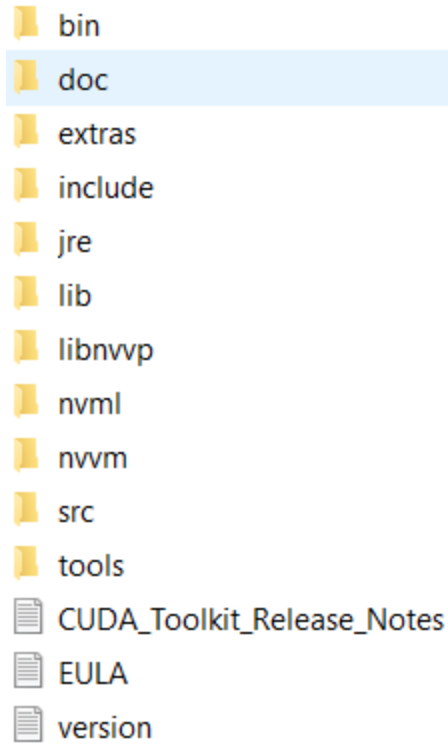 bin
doc
extras
include
jre
lib
libnvvp
nvml
nvvm
src
tools
CUDA_Toolkit_Release_Notes
EULA
version